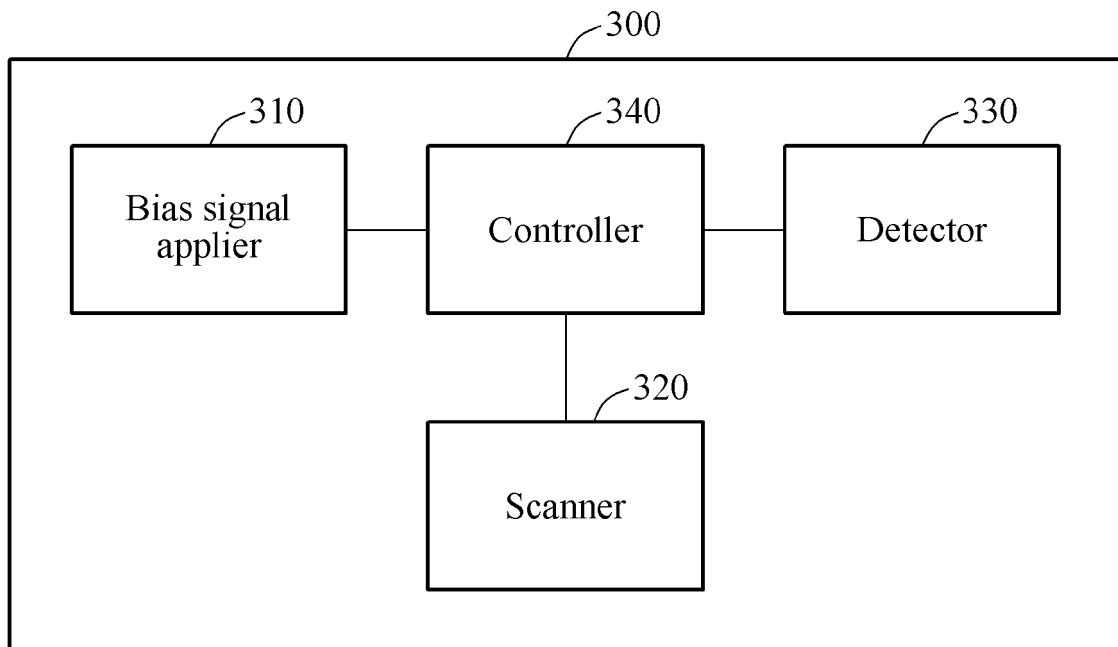 300
310
340
330
Bias signal
applier
Controller
Detector
320
Scanner